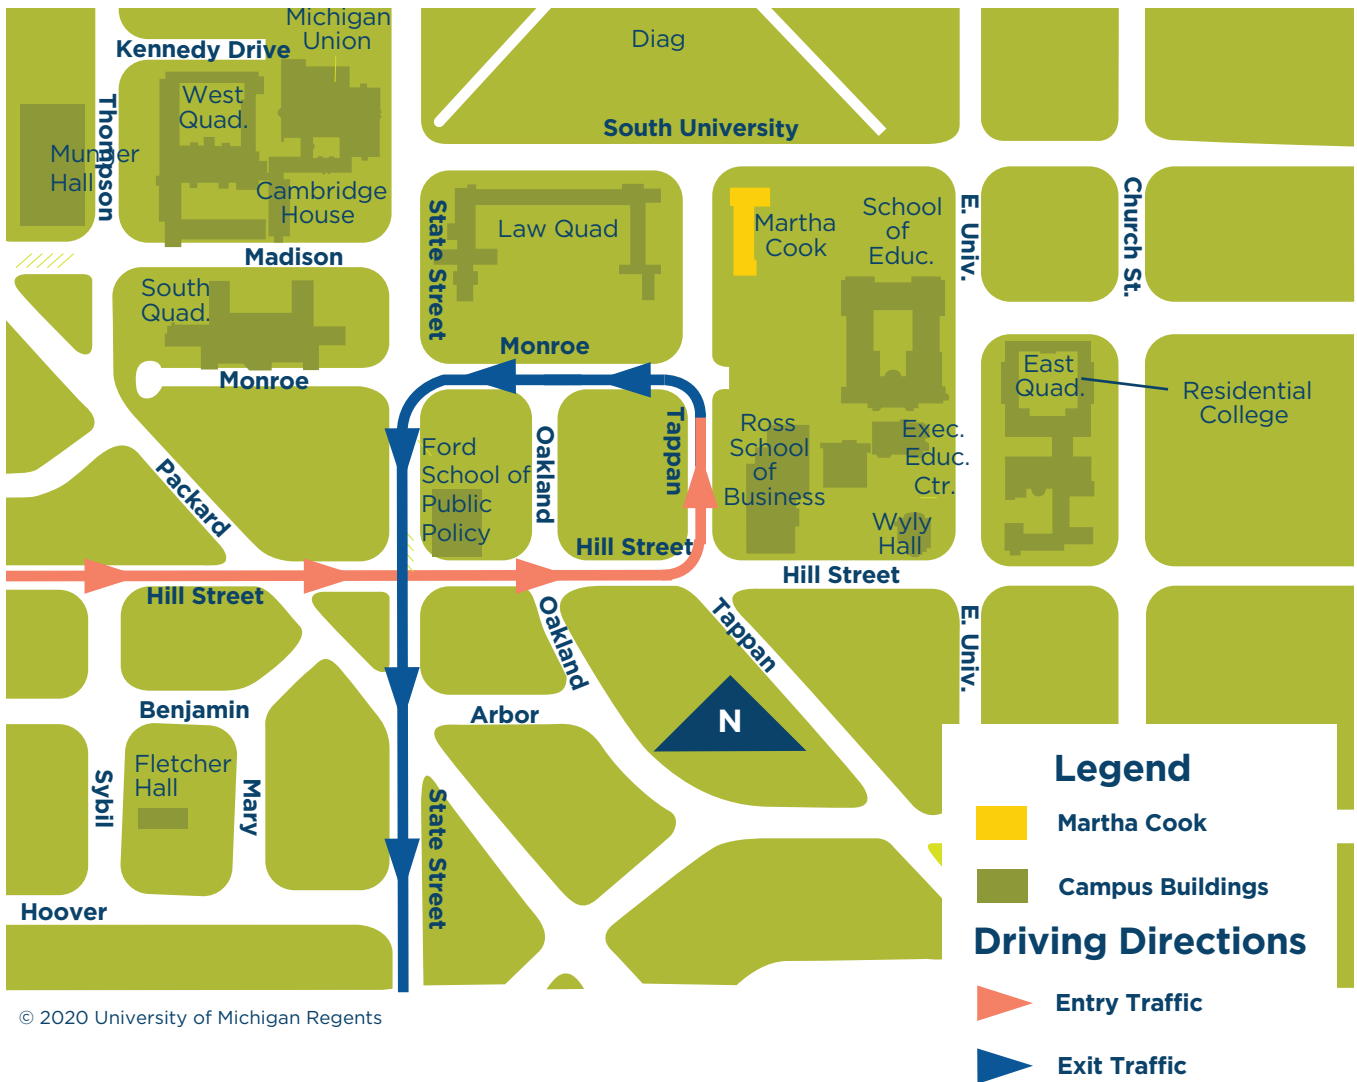 Michigan
Union
Kennedy Drive
Diag
West
Quad.
Thompson
South University
Munger
Hall
Cambridge
House
State Street
Law Quad
Martha
Cook
School
of
Educ.
E. Univ.
Church St.
Madison
South
Quad.
Monroe
Monroe
East
Quad.
Residential
College
Tappan
Ross
School
of
Business
Exec.
Educ.
Ctr.
Oakland
Ford
School of
Public
Policy
Packard
Wyly
Hall
Hill Street
Hill Street
Hill Street
Oakland
Tappan
E. Univ.
Benjamin
Arbor
N
Fletcher
Hall
Sybil
Mary
State Street
Hoover
Legend
Martha Cook
Campus Buildings
Driving Directions
Entry Traffic
Exit Traffic
© 2020 University of Michigan Regents